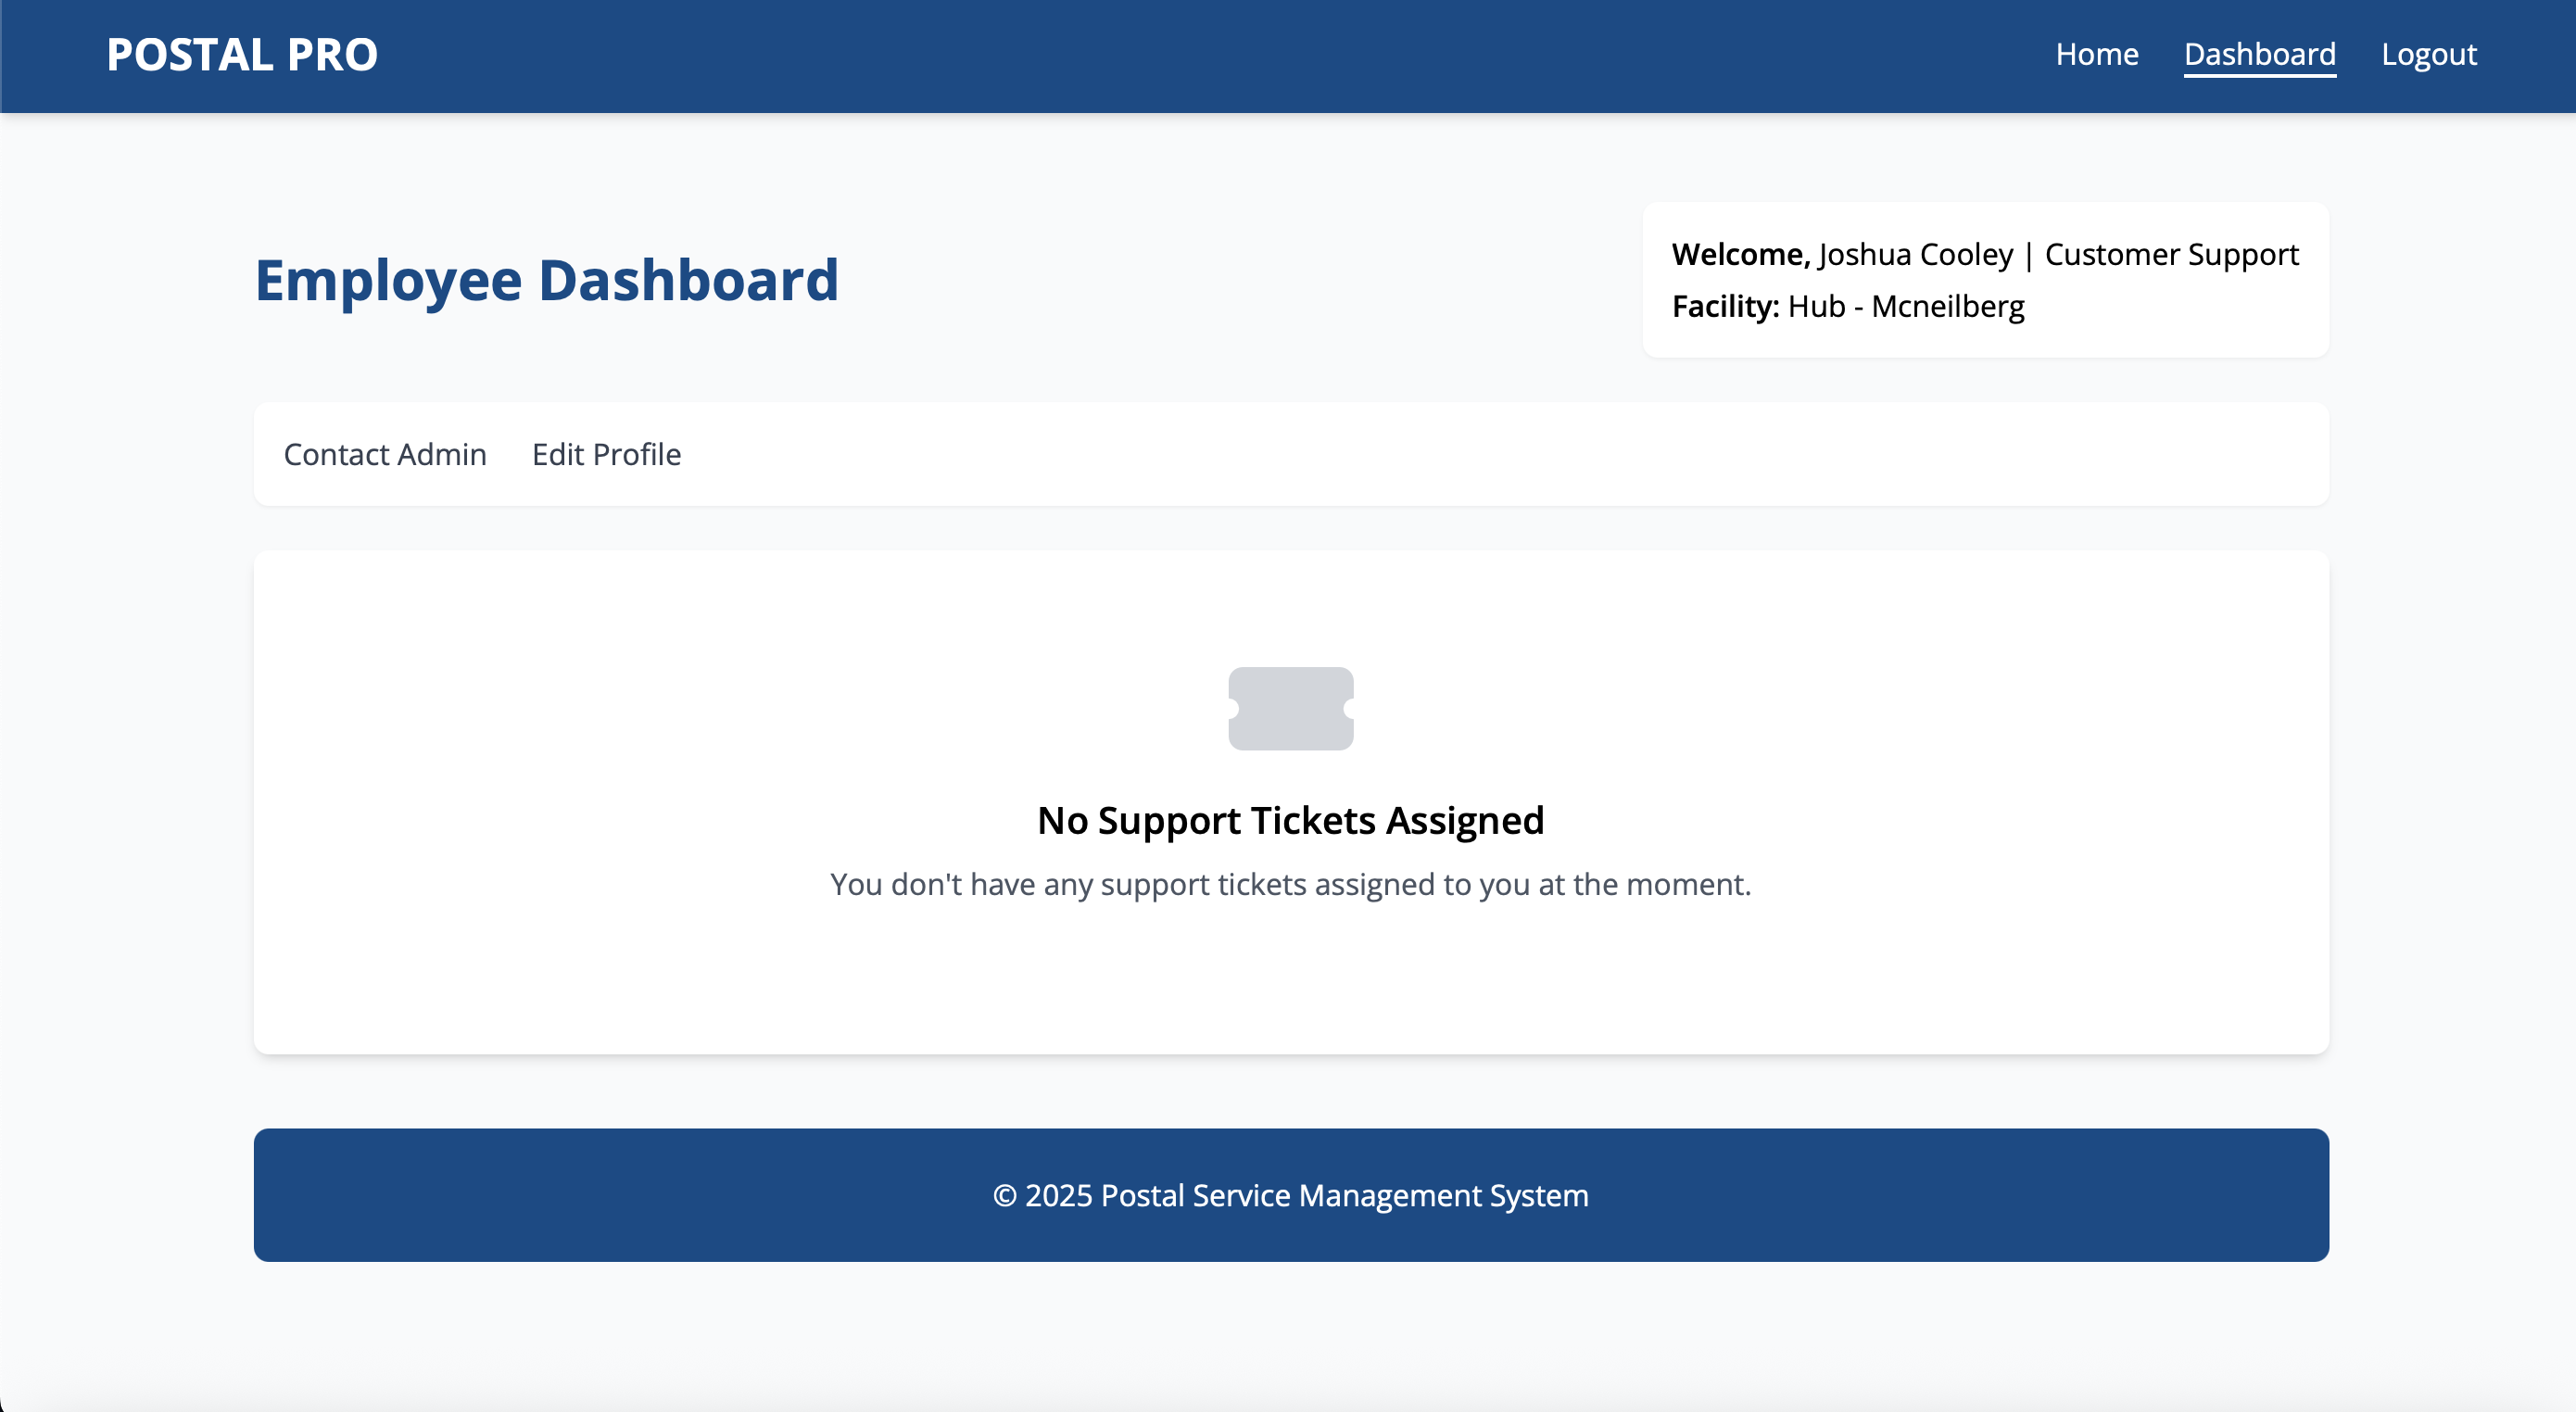 POSTAL PRO
Home Dashboard Logout
Employee Dashboard
Welcome, Joshua Cooley | Customer Support
Facility: Hub - Mcneilberg
Contact Admin Edit Profile
No Support Tickets Assigned
You don't have any support tickets assigned to you at the moment.
© 2025 Postal Service Management System